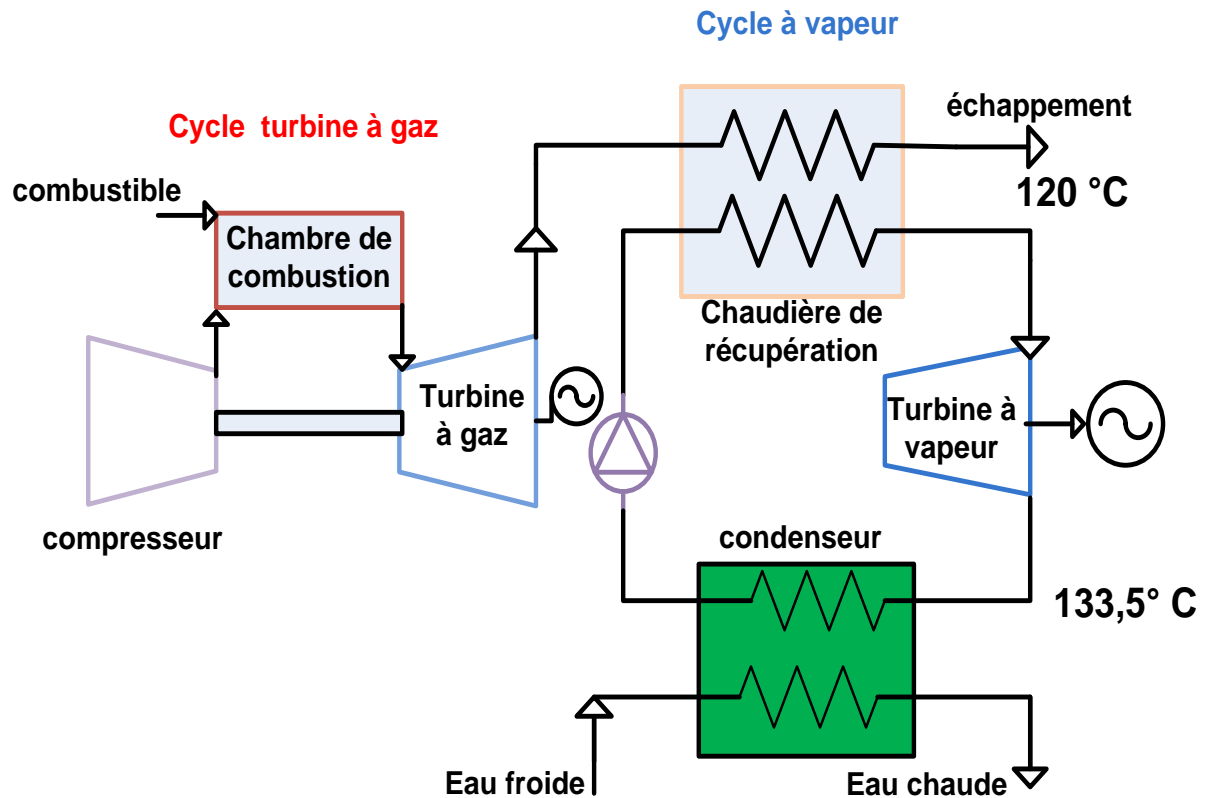 Cycle à vapeur
échappement
Cycle turbine à gaz
120 °C
combustible
Chambre de
combustion
Chaudière de
récupération
Turbine
à gaz
Turbine à
vapeur
compresseur
condenseur
133,5° C
Eau froide
Eau chaude